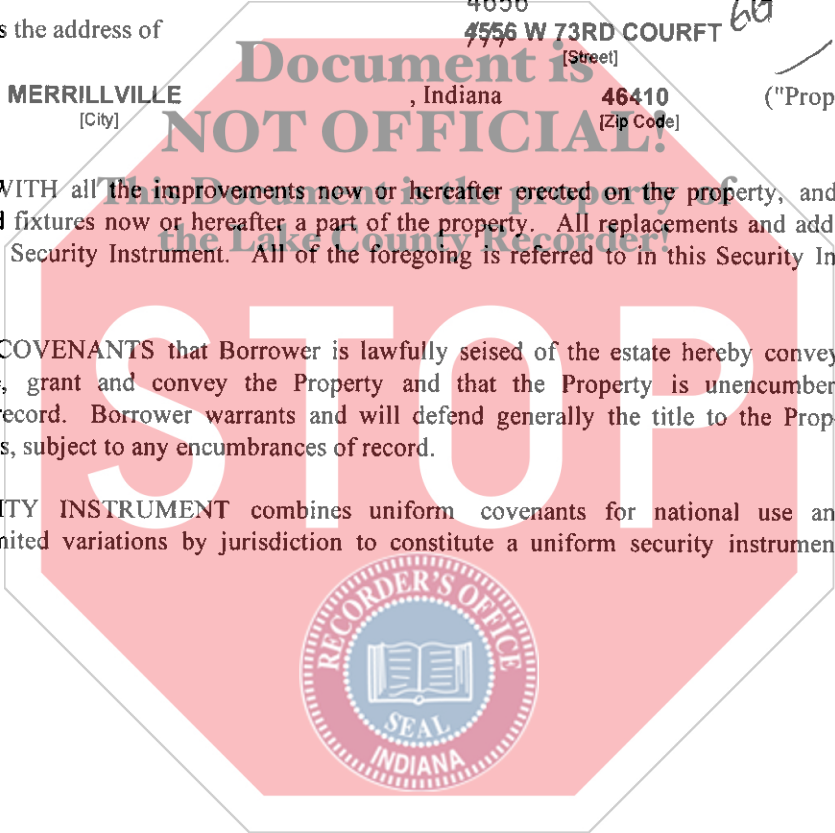 4656
s the address of 4556 W 73RD COURFT
[Street]
MERRILLVILLE , Indiana 46410 ("Prop
[City] [Zip Code]
Document is
NOT OFFICIAL!
This Document is the property of
the Lake County Recorder!
WITH all the improvements now or hereafter erected on the property, and
d fixtures now or hereafter a part of the property. All replacements and add
Security Instrument. All of the foregoing is referred to in this Security In
COVENANTS that Borrower is lawfully seised of the estate hereby convey
, grant and convey the Property and that the Property is unencumber
record. Borrower warrants and will defend generally the title to the Prop
s, subject to any encumbrances of record.
ITY INSTRUMENT combines uniform covenants for national use an
mited variations by jurisdiction to constitute a uniform security instrumen
STOP
RECORDER'S OFFICE
SEAL
INDIANA